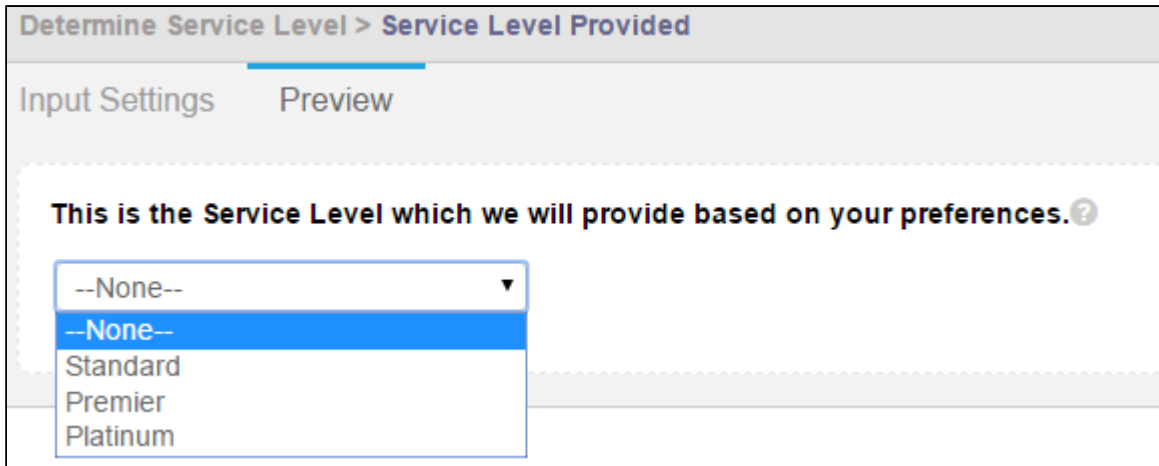 Determine Service Level > Service Level Provided
Input Settings Preview
This is the Service Level which we will provide based on your preferences.?
--None--
--None--
Standard
Premier
Platinum